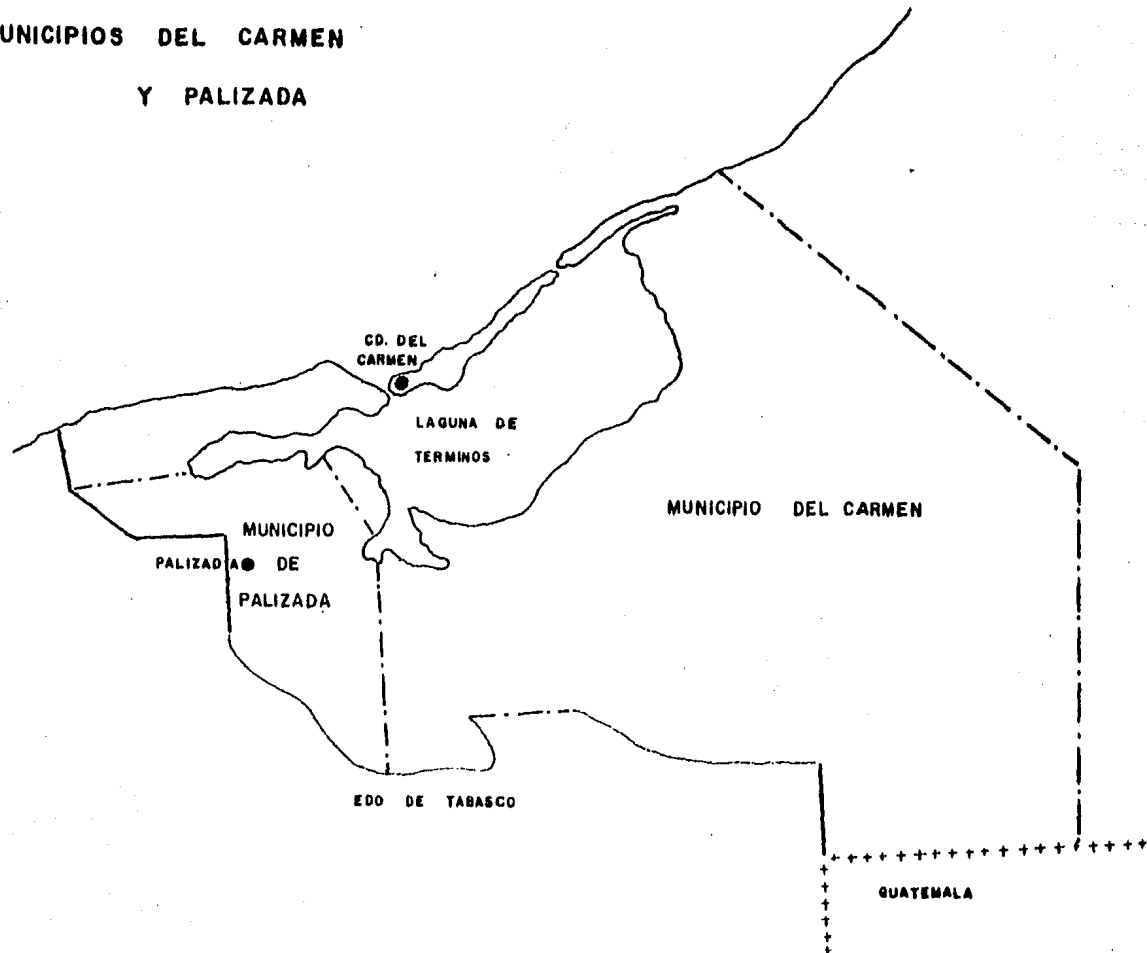 UNICIPIOS DEL CARMEN
Y PALIZADA
CD. DEL
CARMEN
LAGUNA DE
TERMINOS
MUNICIPIO DEL CARMEN
MUNICIPIO
PALIZADA DE
PALIZADA
EDO DE TABASCO
GUATEMALA